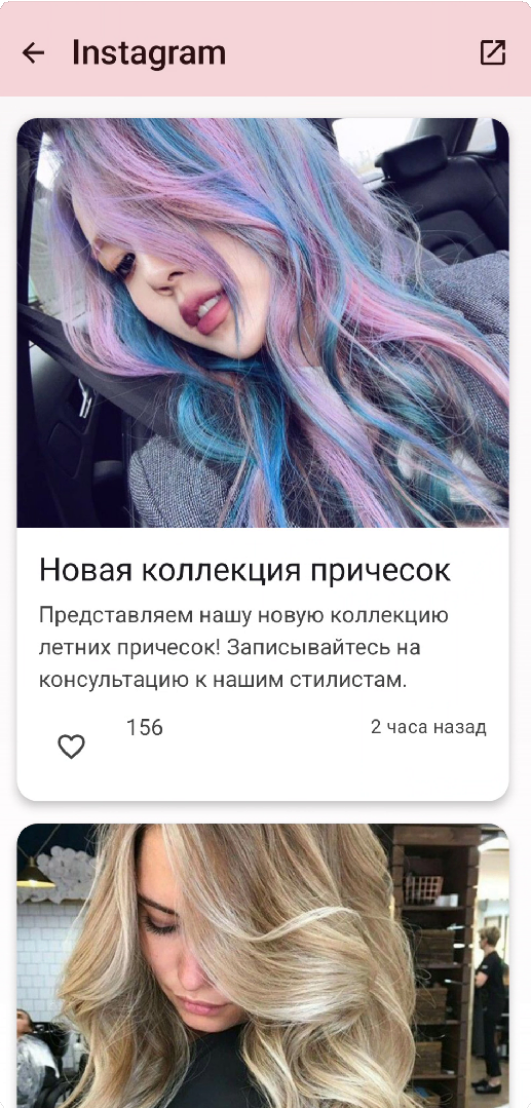 Instagram
Новая коллекция причесок
Представляем нашу новую коллекцию
летних причесок! Записывайтесь на
консультацию к нашим стилистам.
156
2 часа назад